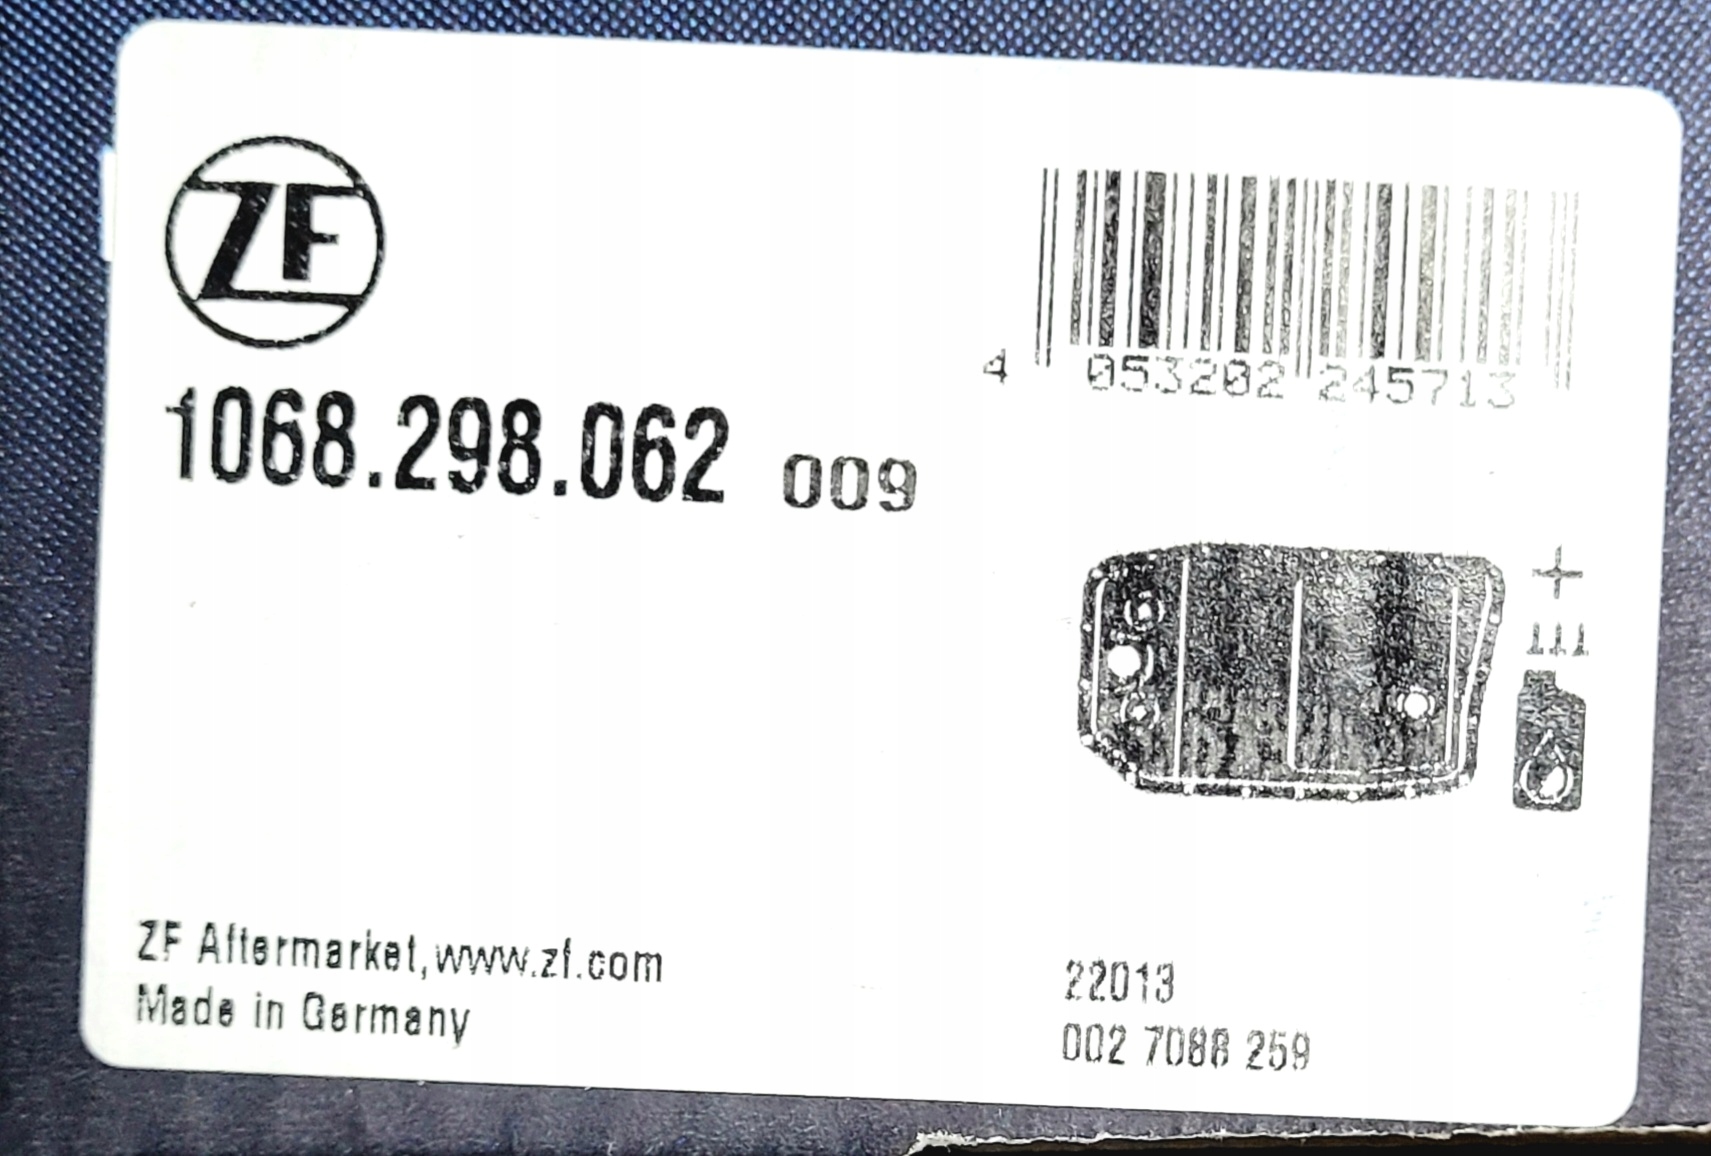 ZF
4 053202 245713
1068.298.062 009
ZF Aftermarket,www.zf.com
Made in Germany
22013
002 7088 259